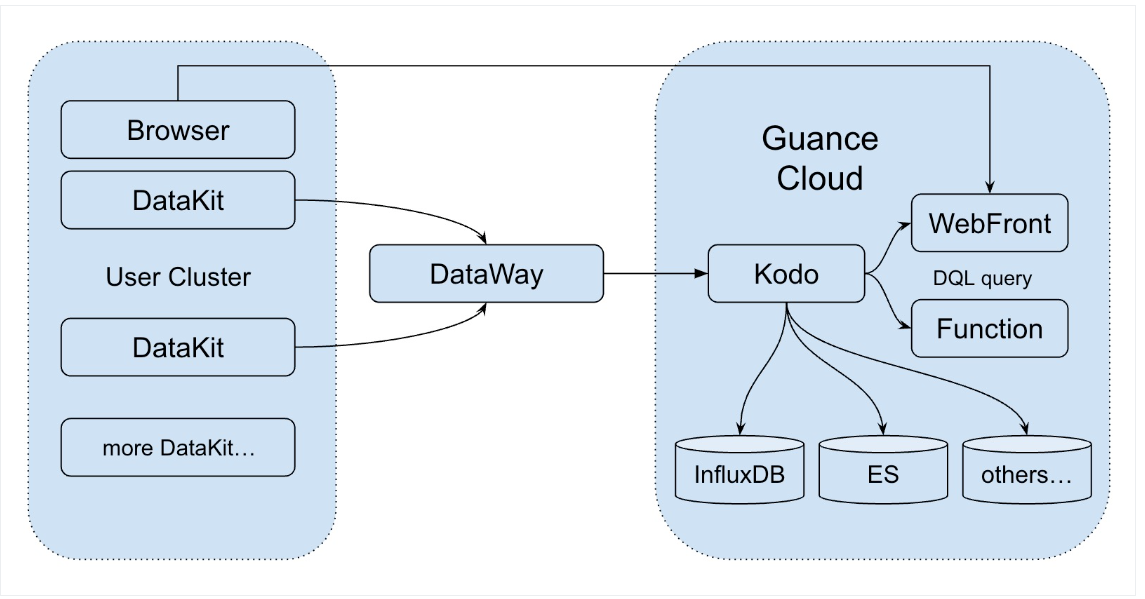 Browser
DataKit
User Cluster
DataKit
more DataKit…
DataWay
Guance
Cloud
WebFront
Kodo
DQL query
Function
InfluxDB
ES
others…